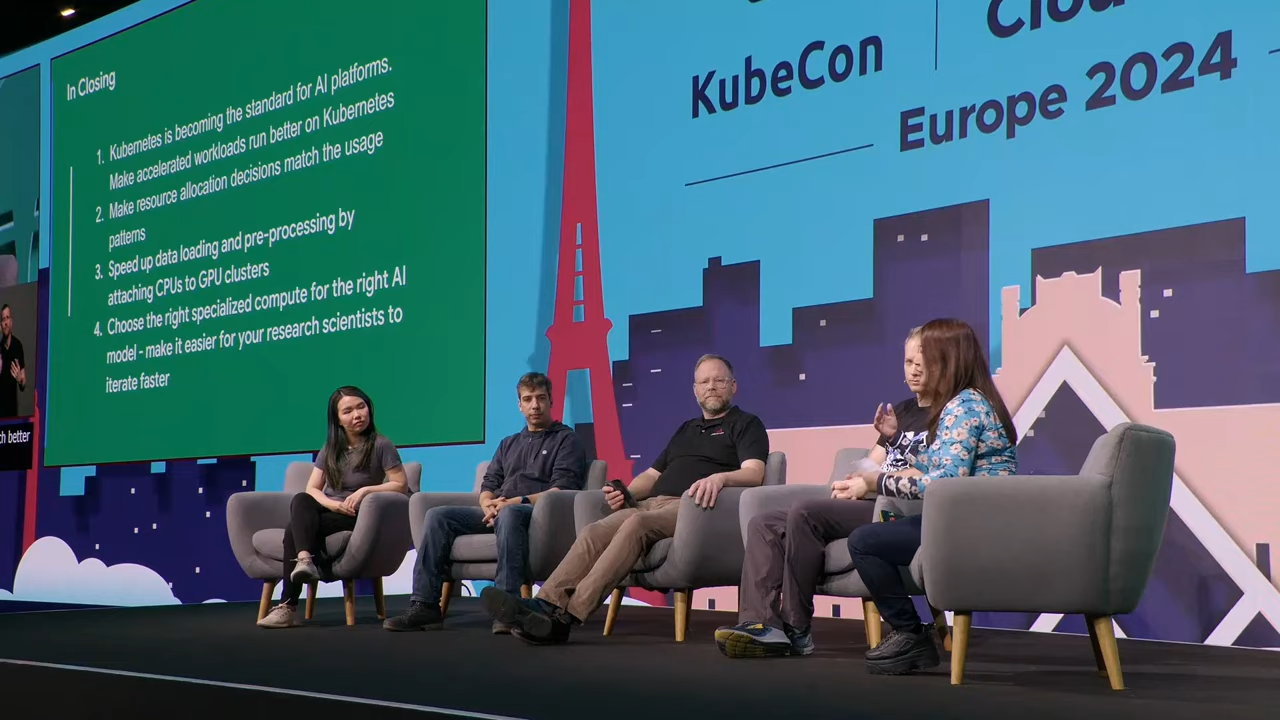 In Closing
1. Kubernetes is becoming the standard for AI platforms.
Make accelerated workloads run better on Kubernetes
2. Make resource allocation decisions match the usage
patterns
3. Speed up data loading and pre-processing by
attaching CPUs to GPU clusters
4. Choose the right specialized compute for the right AI
model - make it easier for your research scientists to
iterate faster
better
KubeCon
Europe 2024